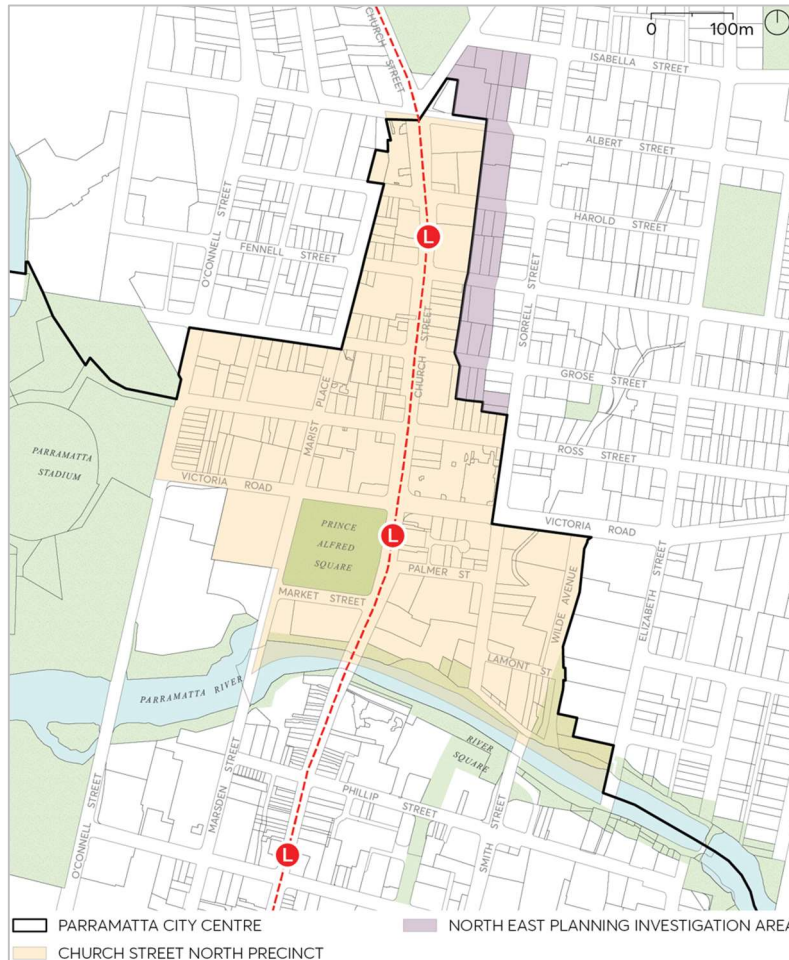 CHURCH
STREET
0 100m
ISABELLA STREET
ALBERT STREET
O'CONNELL STREET
HAROLD STREET
FENNELL STREET
L
SORRELL STREET
CHURCH STREET
GROSE STREET
MARIST PLACE
ROSS STREET
PARRAMATTA
STADIUM
VICTORIA ROAD
PRINCE
ALFRED
SQUARE
L
VICTORIA ROAD
PALMER ST
MARKET STREET
WILDE AVENUE
ELIZABETH STREET
LAMONT ST
PARRAMATTA RIVER
RIVER
SQUARE
MARSDEN STREET
PHILLIP STREET
O'CONNELL STREET
SMITH STREET
L
PARRAMATTA CITY CENTRE
NORTH EAST PLANNING INVESTIGATION AREA
CHURCH STREET NORTH PRECINCT